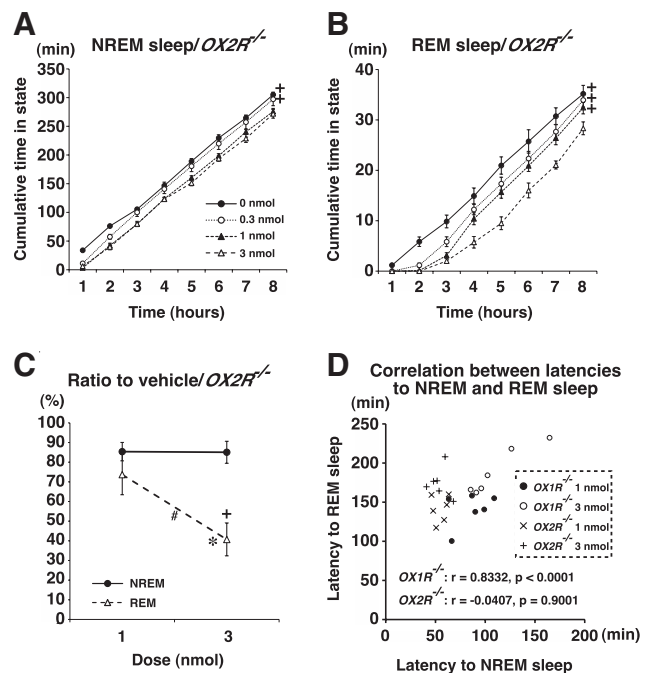 A
NREM sleep/OX2R-/-
(min)
Cumulative time in state
350
300
250
200
150
100
50
0
+
+
0 nmol
0.3 nmol
1 nmol
3 nmol
1 2 3 4 5 6 7 8
Time (hours)
B
REM sleep/OX2R-/-
(min)
Cumulative time in state
40
30
20
10
0
+
+
+
1 2 3 4 5 6 7 8
Time (hours)
C
Ratio to vehicle/OX2R-/-
(%)
100
90
80
70
60
50
40
30
20
10
0
#
+
*
NREM
REM
1 3
Dose (nmol)
D
Correlation between latencies
to NREM and REM sleep
(min)
Latency to REM sleep
250
200
150
100
50
0
OX1R-/- 1 nmol
OX1R-/- 3 nmol
OX2R-/- 1 nmol
OX2R-/- 3 nmol
OX1R-/-: r = 0.8332, p < 0.0001
OX2R-/-: r = -0.0407, p = 0.9001
0 50 100 150 200 (min)
Latency to NREM sleep